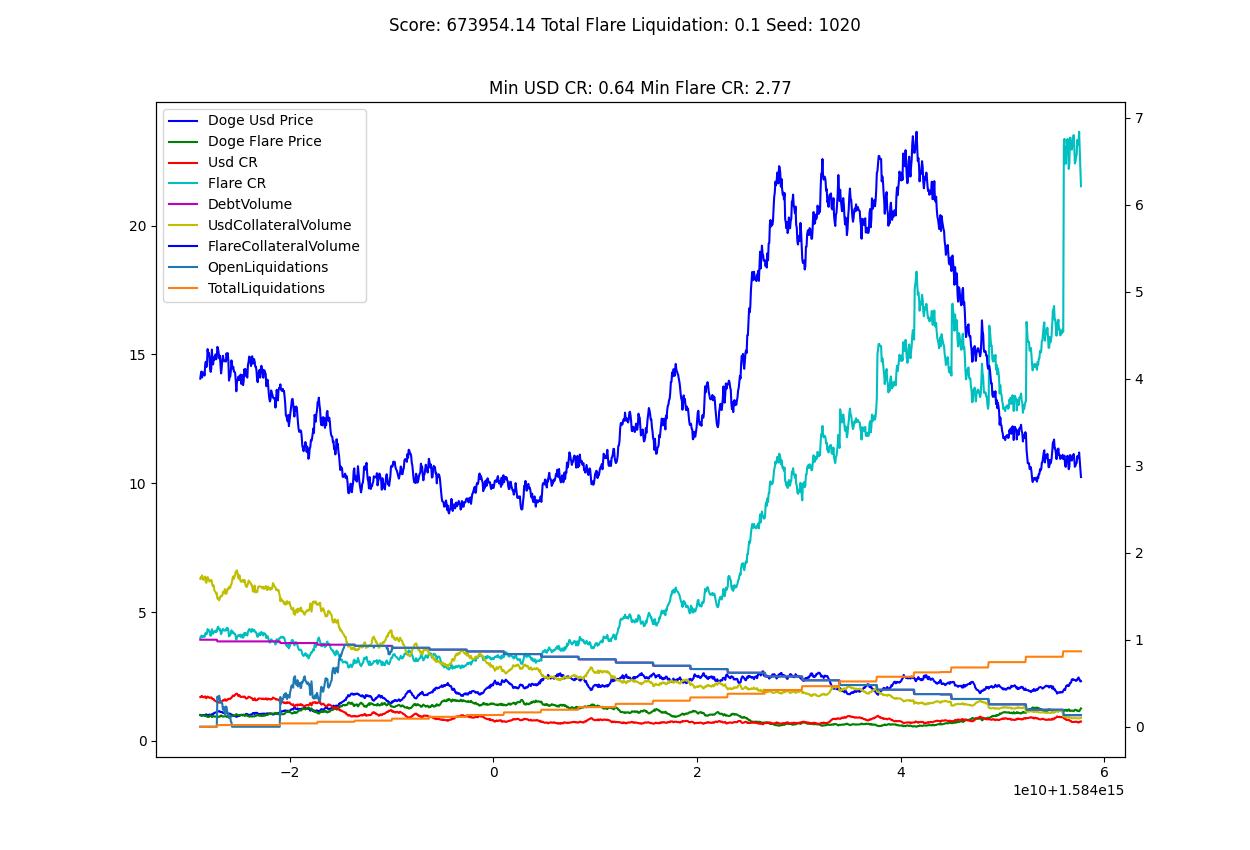 Score: 673954.14 Total Flare Liquidation: 0.1 Seed: 1020
Min USD CR: 0.64 Min Flare CR: 2.77
Doge Usd Price
Doge Flare Price
Usd CR
Flare CR
DebtVolume
UsdCollateralVolume
FlareCollateralVolume
OpenLiquidations
TotalLiquidations
20
15
10
5
0
7
6
5
4
3
2
1
0
−2
0
2
4
6
1e10+1.584e15